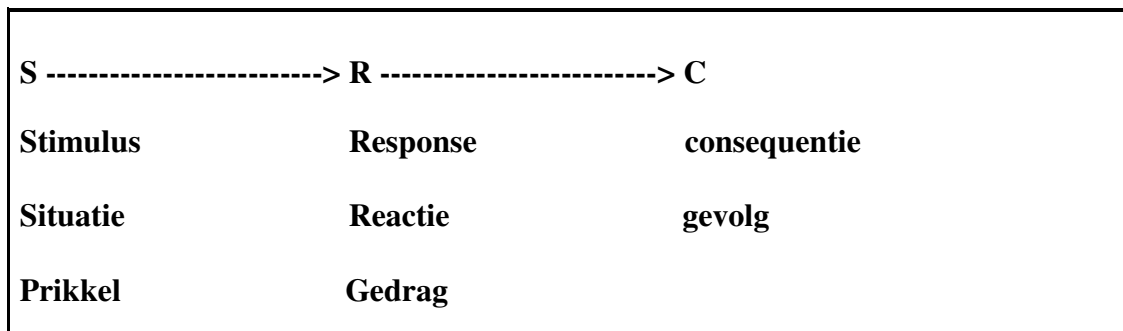 S --------------------------> R --------------------------> C
Stimulus Response consequentie
Situatie Reactie gevolg
Prikkel Gedrag